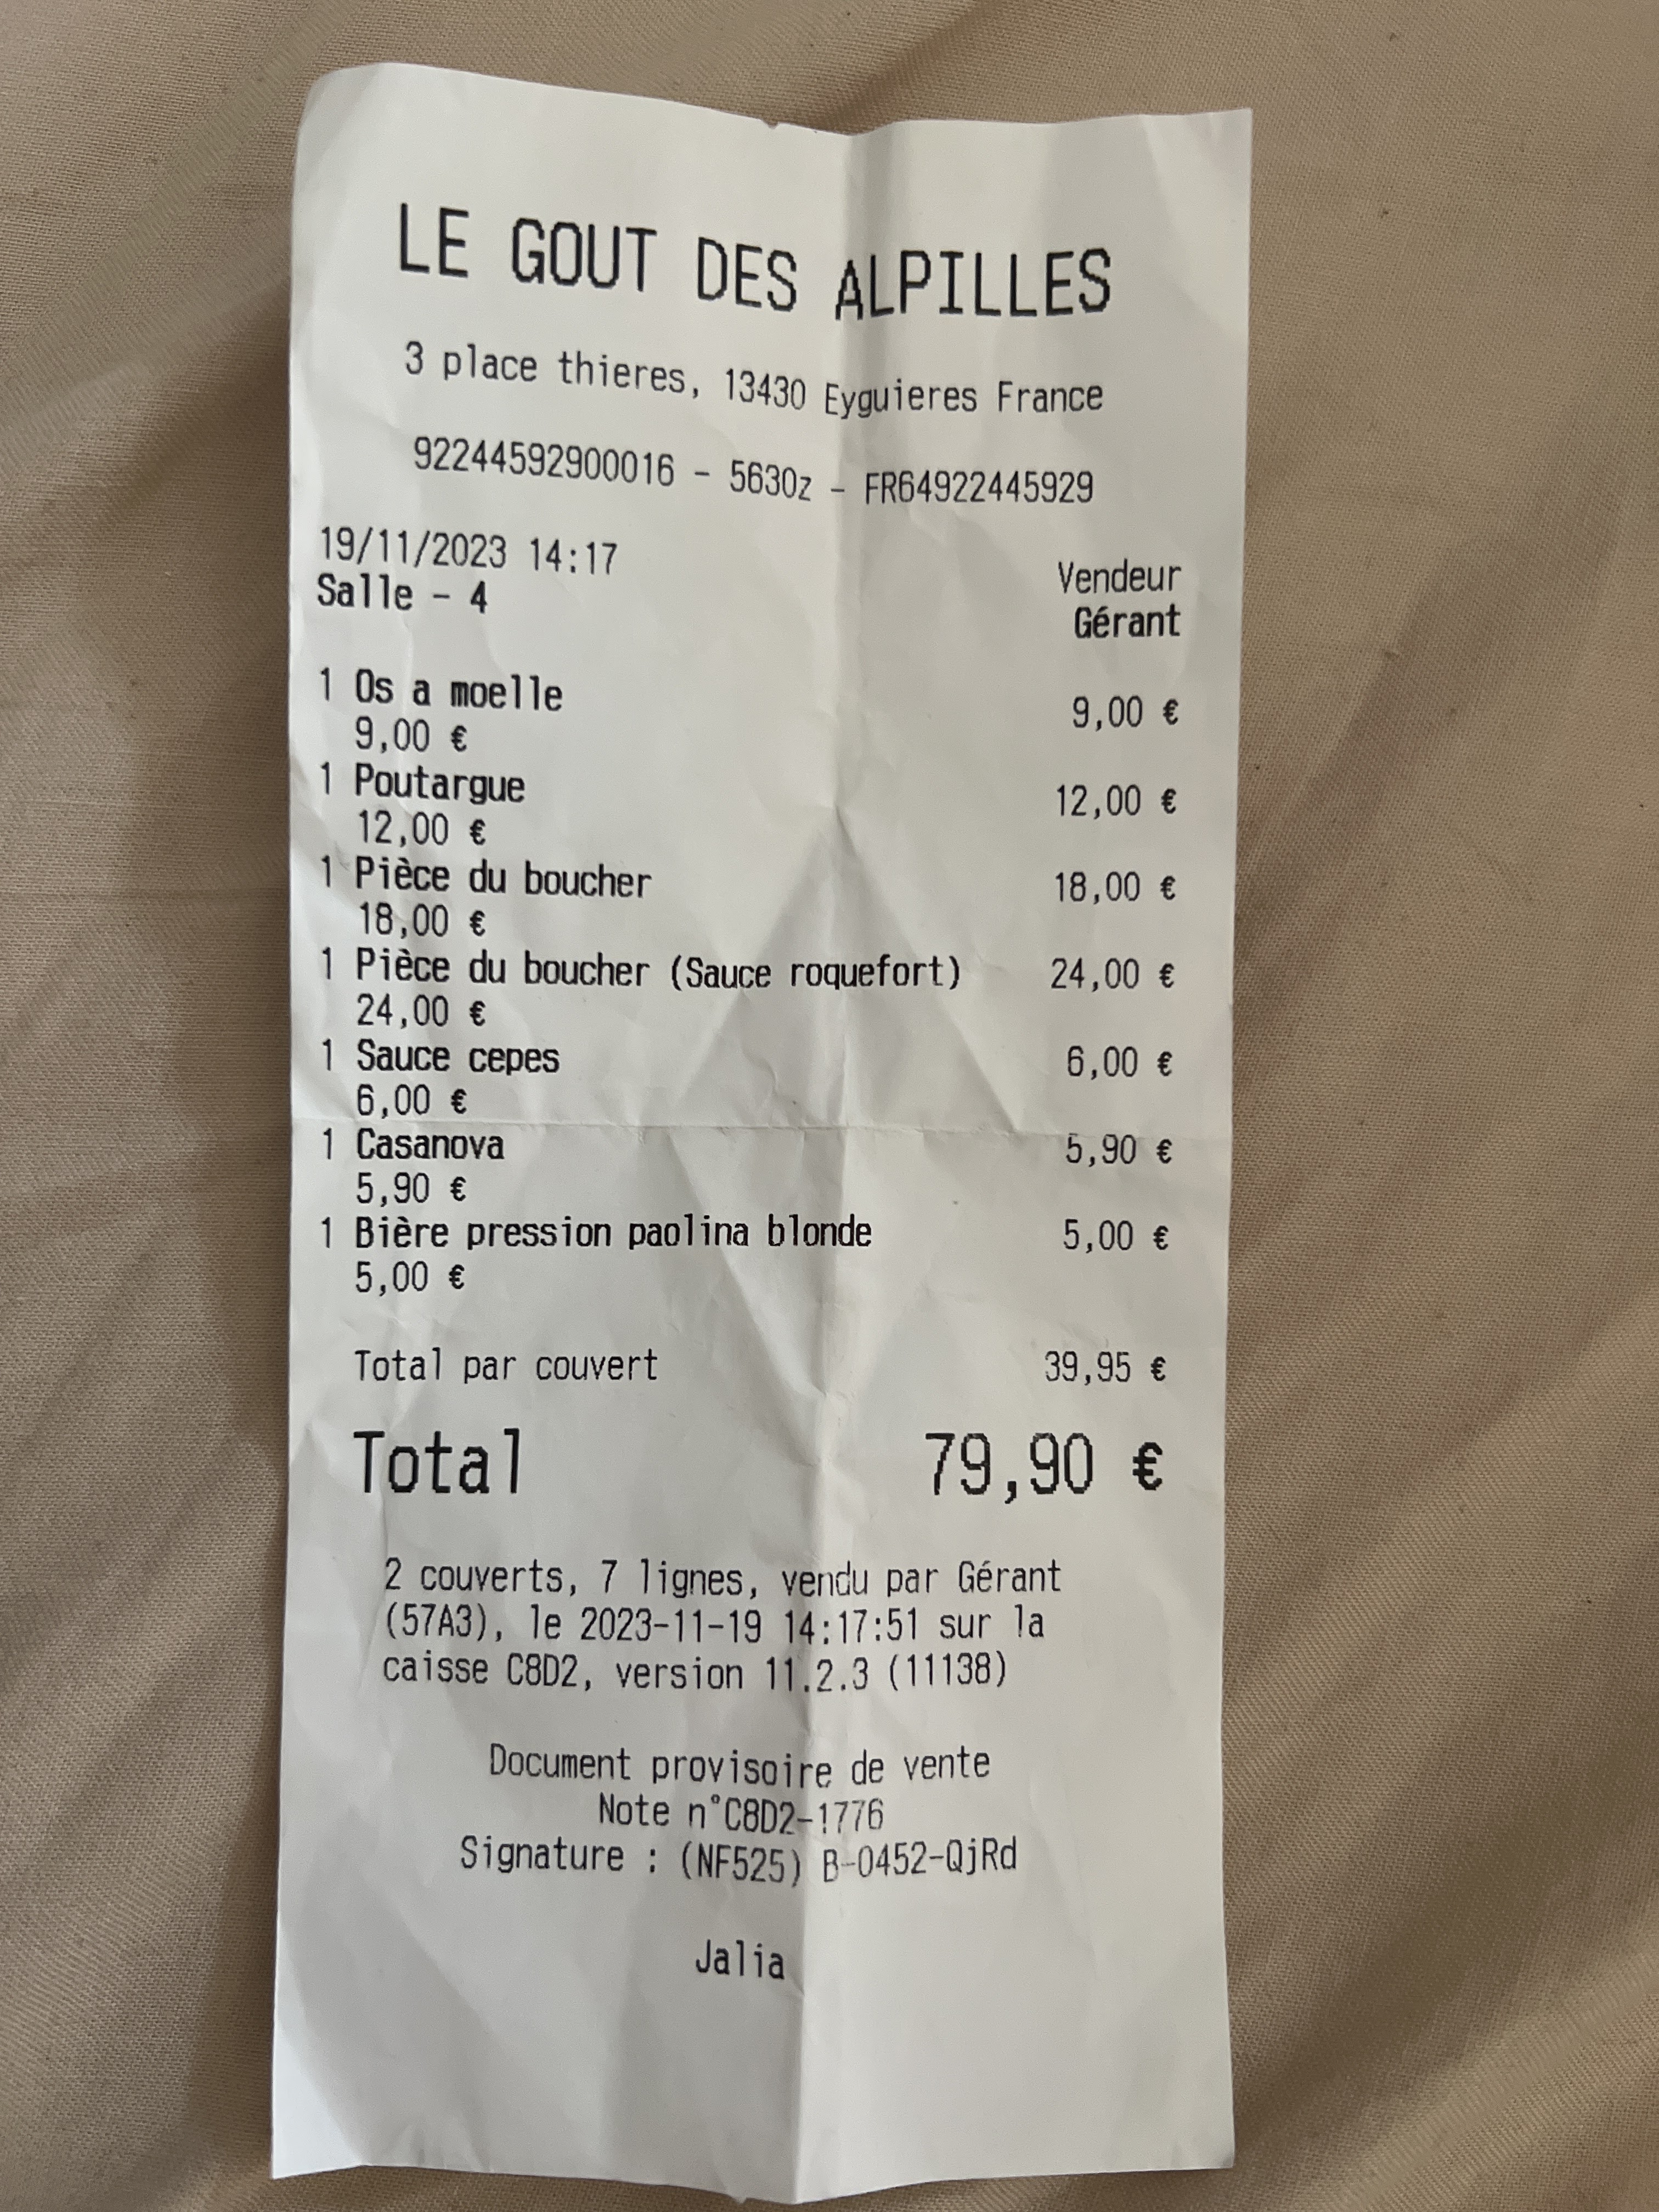 LE GOUT DES ALPILLES
3 place thieres, 13430 Eyguieres France
92244592900016 - 5630z - FR64922445929
19/11/2023 14:17
Vendeur
Salle - 4
Gérant
1 Os a moelle 9,00 €
9,00 €
1 Poutargue 12,00 €
12,00 €
1 Pièce du boucher 18,00 €
18,00 €
1 Pièce du boucher (Sauce roquefort) 24,00 €
24,00 €
1 Sauce cepes 6,00 €
6,00 €
1 Casanova 5,90 €
5,90 €
1 Bière pression paolina blonde 5,00 €
5,00 €
Total par couvert 39,95 €
Total 79,90 €
2 couverts, 7 lignes, vendu par Gérant
(57A3), le 2023-11-19 14:17:51 sur la
caisse C8D2, version 11.2.3 (11138)
Document provisoire de vente
Note n°C8D2-1776
Signature : (NF525) B-0452-QjRd
Jalia